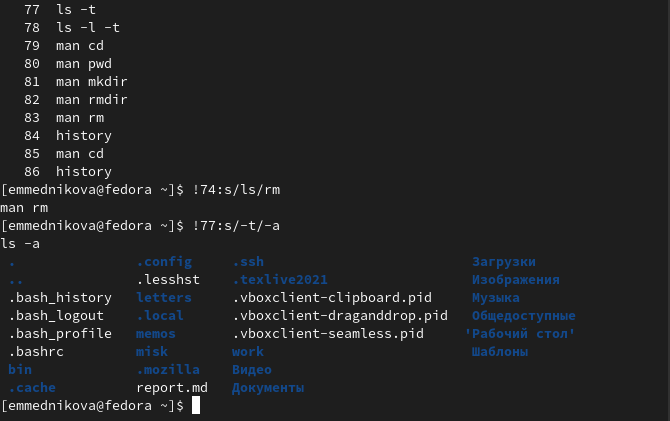 77  ls -t
78  ls -l -t
79  man cd
80  man pwd
81  man mkdir
82  man rmdir
83  man rm
84  history
85  man cd
86  history
[emmednikova@fedora ~]$ !74:s/ls/rm
man rm
[emmednikova@fedora ~]$ !77:s/-t/-a
ls -a
.  .config  .ssh  Загрузки
..  .lesshst  .texlive2021  Изображения
.bash_history  letters  .vboxclient-clipboard.pid  Музыка
.bash_logout  .local  .vboxclient-draganddrop.pid  Общедоступные
.bash_profile  memos  .vboxclient-seamless.pid  'Рабочий стол'
.bashrc  misk  work  Шаблоны
bin  .mozilla  Видео
.cache  report.md  Документы
[emmednikova@fedora ~]$